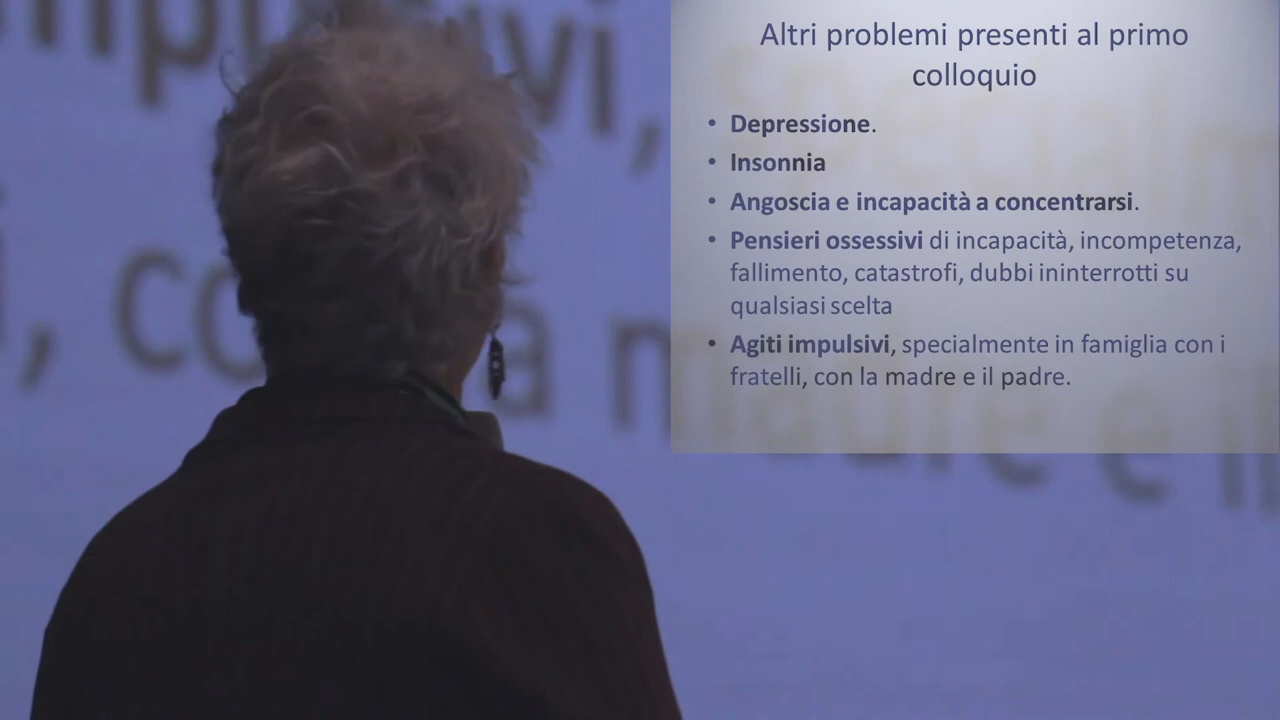 Altri problemi presenti al primo
colloquio
• Depressione.
• Insonnia
• Angoscia e incapacità a concentrarsi.
• Pensieri ossessivi di incapacità, incompetenza,
fallimento, catastrofi, dubbi ininterrotti su
qualsiasi scelta
• Agiti impulsivi, specialmente in famiglia con i
fratelli, con la madre e il padre.